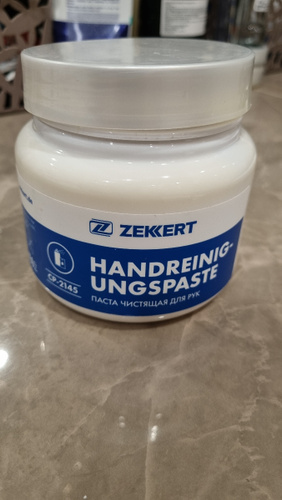 ZEKKERT
HANDREINIG-
UNGSPASTE
ПАСТА ЧИСТЯЩАЯ ДЛЯ РУК
CP-2145